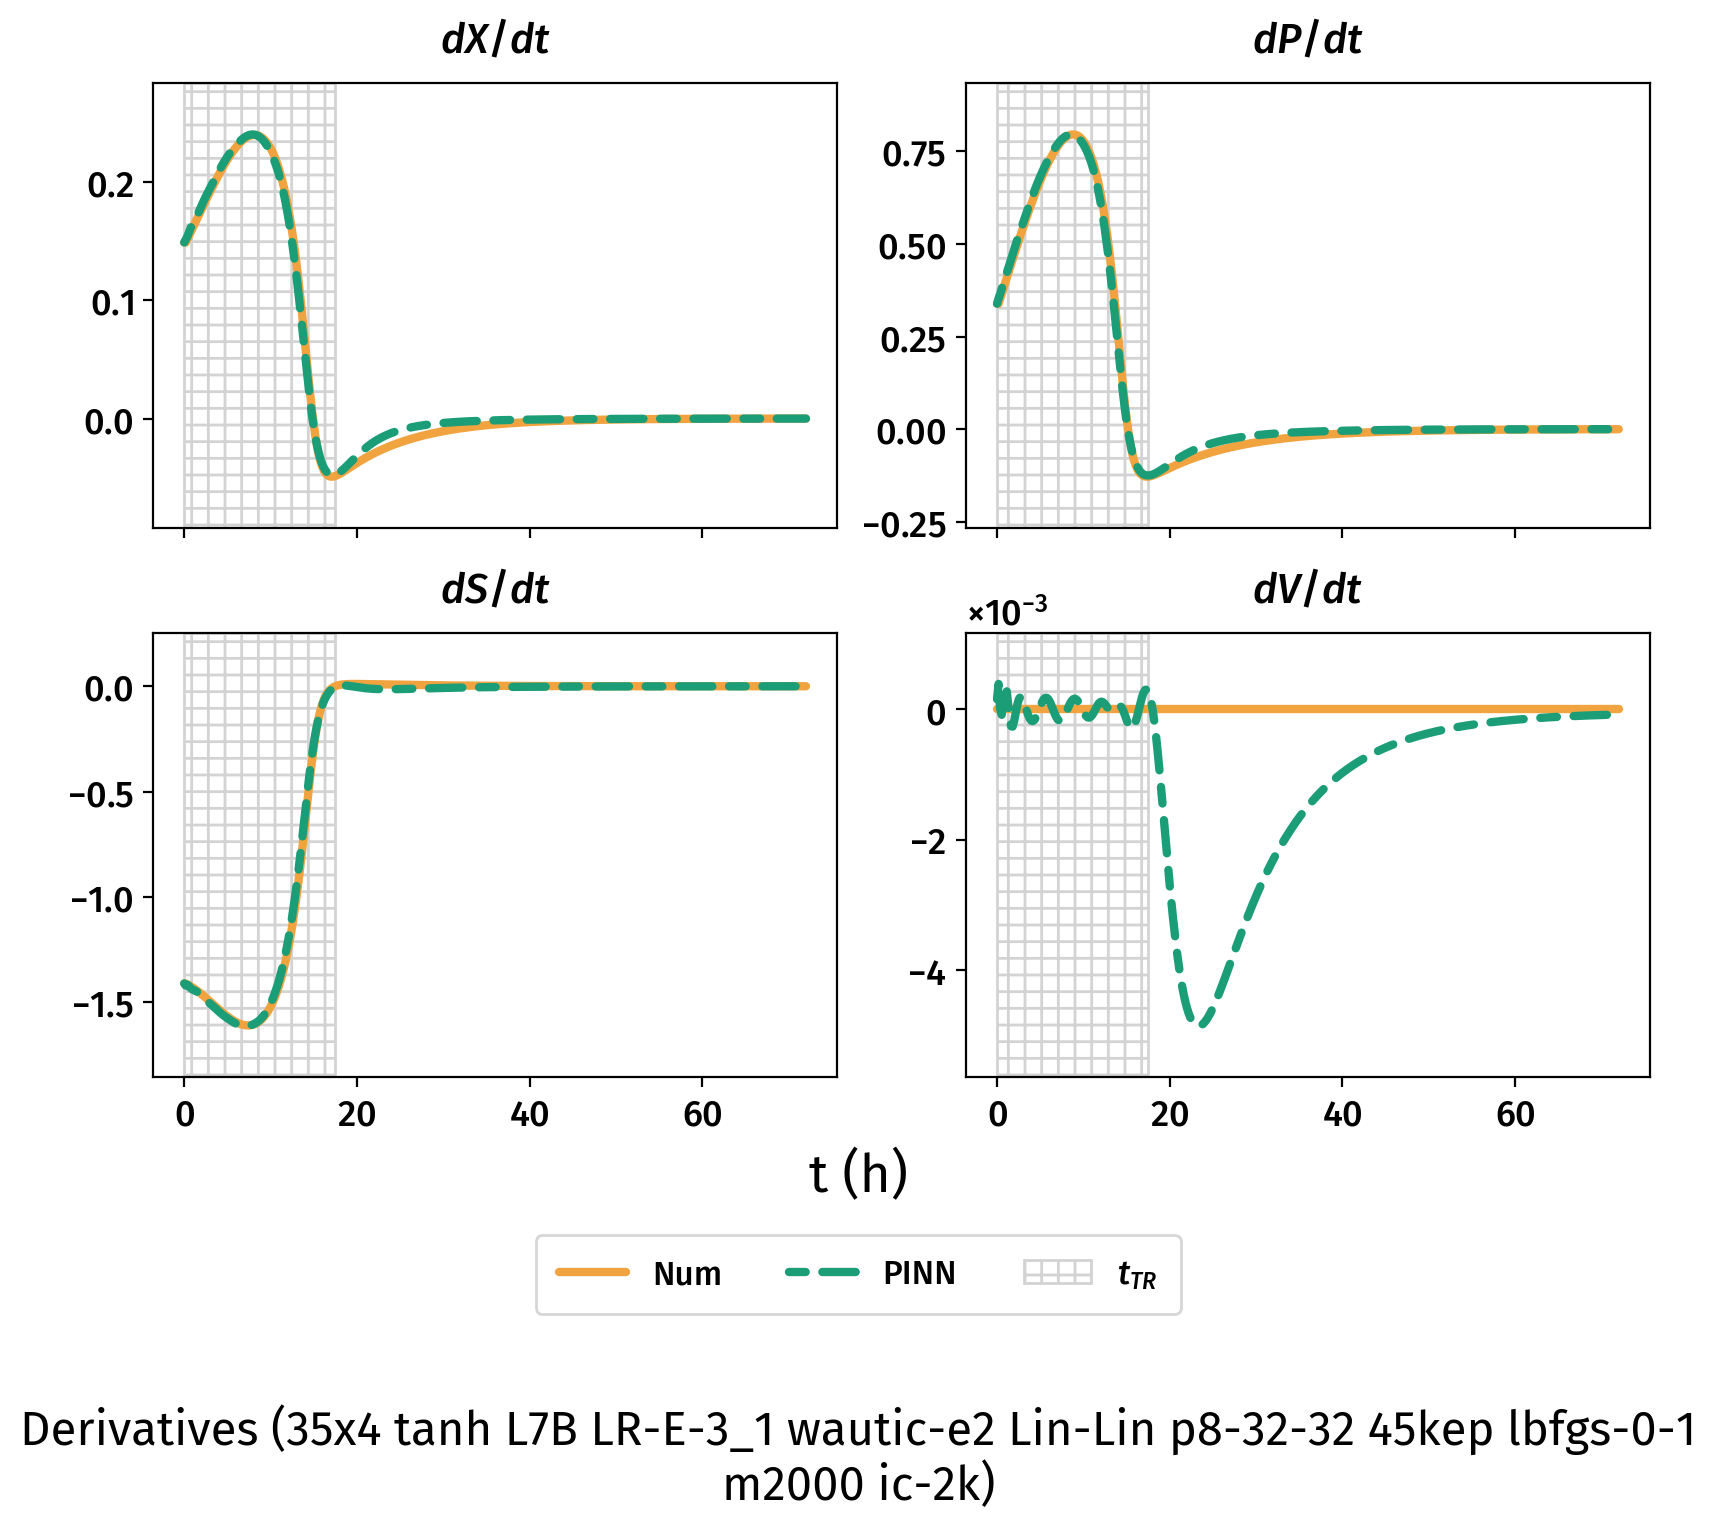 dX/dt
dP/dt
0.2
0.1
0.0
0.75
0.50
0.25
0.00
−0.25
dS/dt
dV/dt
×10⁻³
0.0
−0.5
−1.0
−1.5
0
−2
−4
0 20 40 60
0 20 40 60
t (h)
Num PINN t_TR
Derivatives (35x4 tanh L7B LR-E-3_1 wautic-e2 Lin-Lin p8-32-32 45kep lbfgs-0-1
m2000 ic-2k)